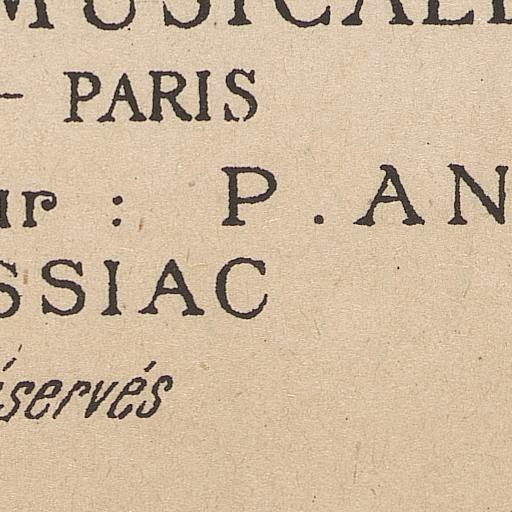 MUSICALE
— PARIS
ur : P. AN
SSIAC
éservés